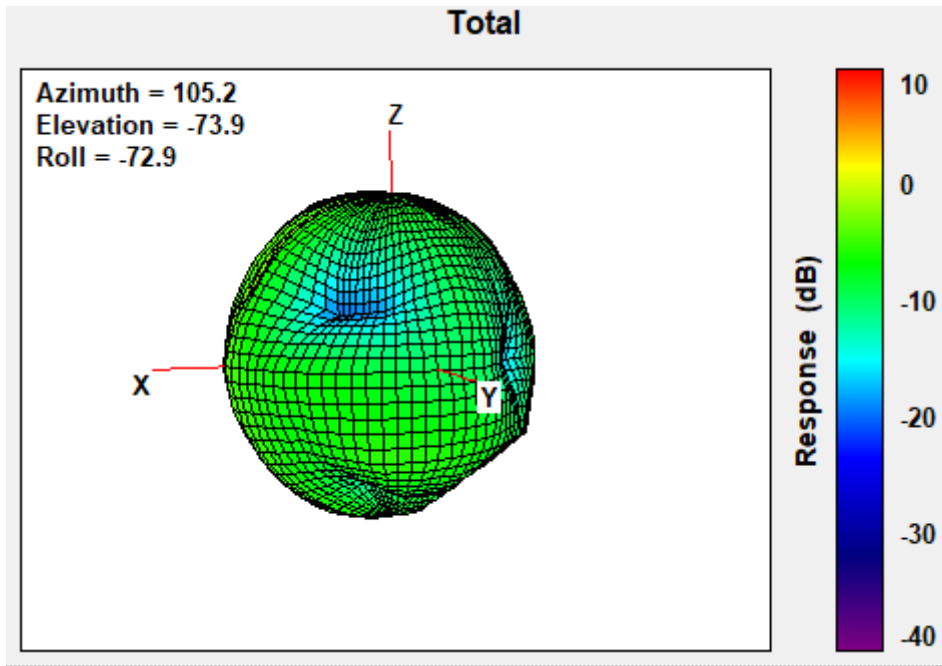 Total
Azimuth = 105.2
Elevation = -73.9
Roll = -72.9
Z
X
Y
10
0
-10
-20
-30
-40
Response (dB)